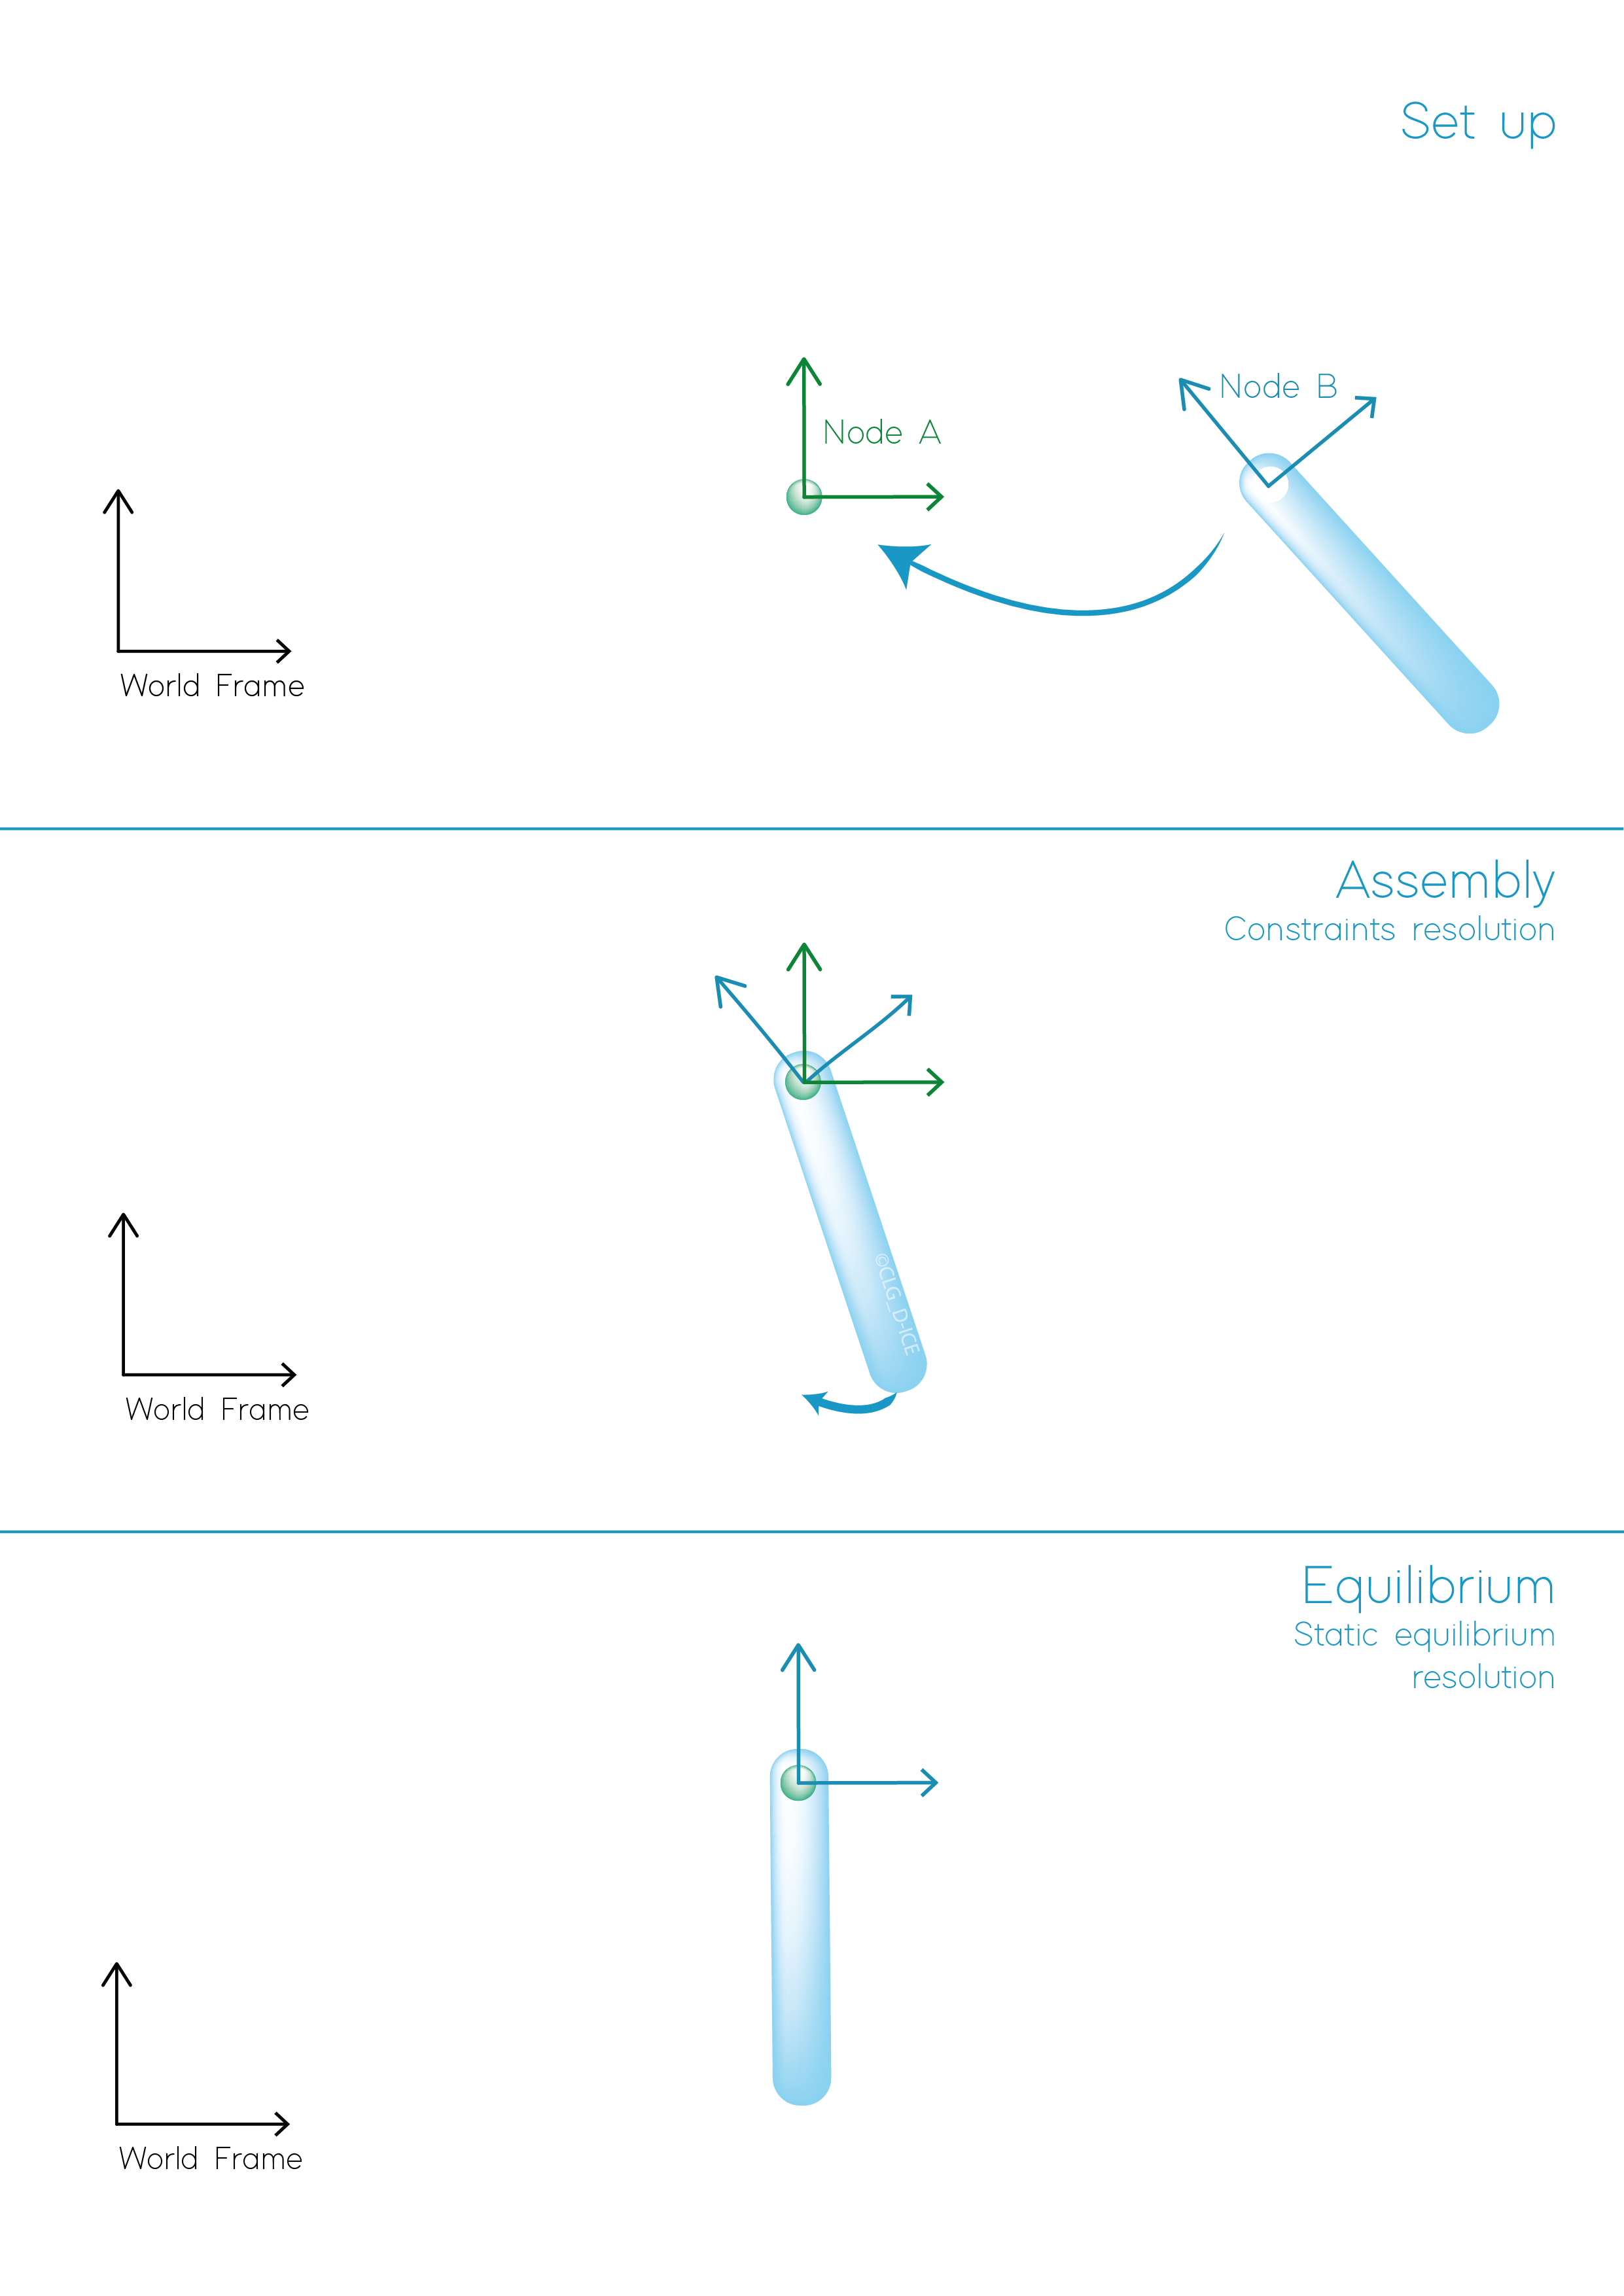 Set up
Node B
Node A
World Frame
Assembly
Constraints resolution
©CLG_D-ICE
World Frame
Equilibrium
Static equilibrium
resolution
World Frame